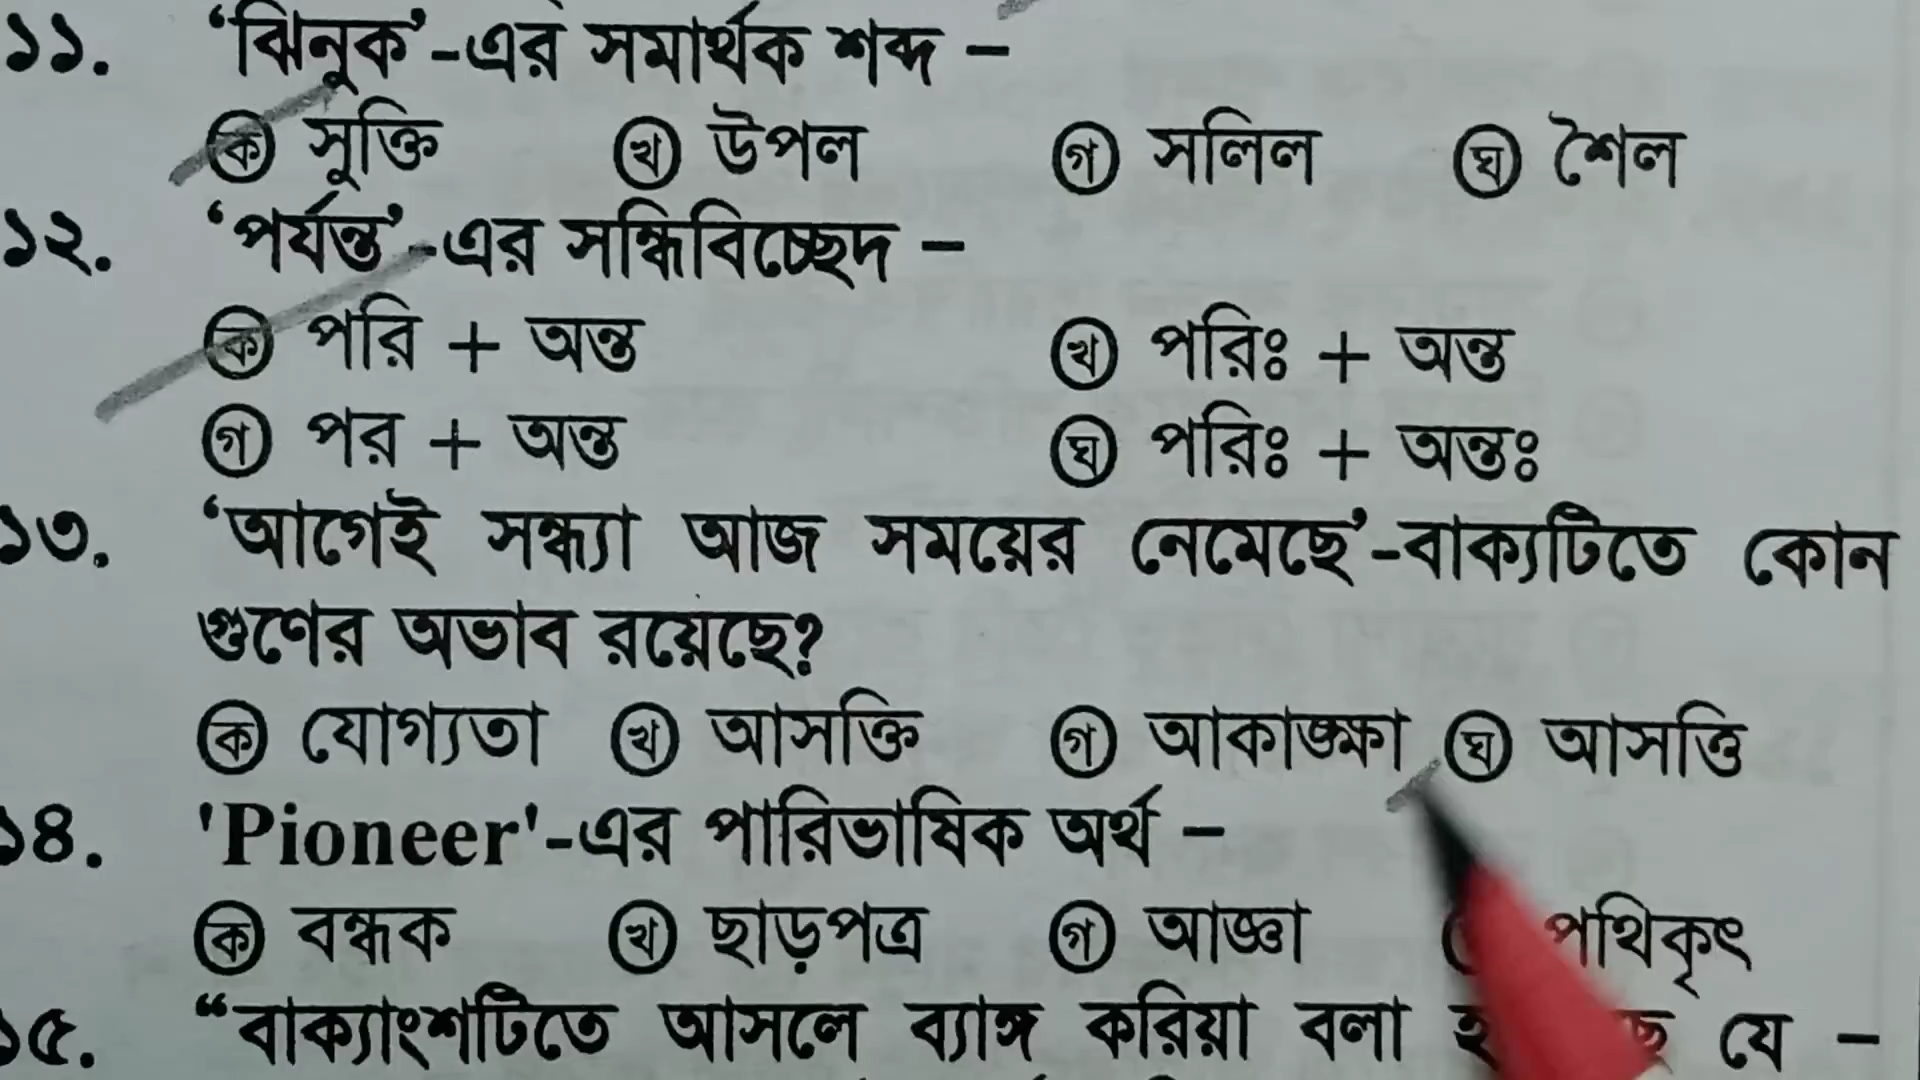 ১১. ‘ঝিনুক’-এর সমার্থক শব্দ –
ক সুক্তি খ উপল গ সলিল ঘ শৈল
১২. ‘পর্যন্ত’-এর সন্ধিবিচ্ছেদ –
ক পরি + অন্ত খ পরিঃ + অন্ত
গ পর + অন্ত ঘ পরিঃ + অন্তঃ
১৩. ‘আগেই সন্ধ্যা আজ সময়ের নেমেছে’-বাক্যটিতে কোন
গুণের অভাব রয়েছে?
ক যোগ্যতা খ আসক্তি গ আকাঙ্ক্ষা ঘ আসত্তি
১৪. 'Pioneer'-এর পারিভাষিক অর্থ –
ক বন্ধক খ ছাড়পত্র গ আজ্ঞা পথিকৃৎ
১৫. “বাক্যাংশটিতে আসলে ব্যাঙ্গ করিয়া বলা যে –